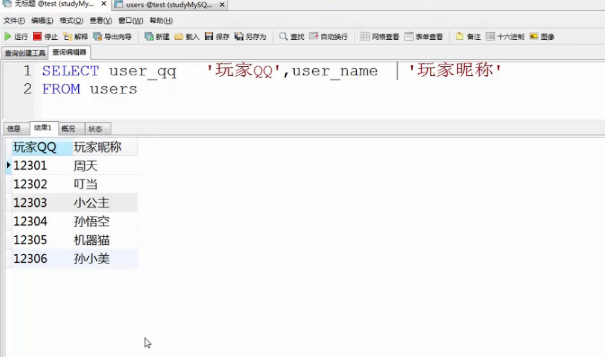 无标题 @test (studyMySQ... users @test (studyMySQ...
文件(F) 编辑(E) 格式(O) 查看(V) 窗口(W) 帮助(H)
运行 停止 解释 导出向导 新建 载入 保存 另存为 查找 自动换行 网格查看 表单查看 备注 十六进制 图像
查询创建工具 查询编辑器
1 SELECT user_qq '玩家QQ',user_name '玩家昵称'
2 FROM users
信息 结果1 概况 状态
玩家QQ 玩家昵称
12301 周天
12302 叮当
12303 小公主
12304 孙悟空
12305 机器猫
12306 孙小美